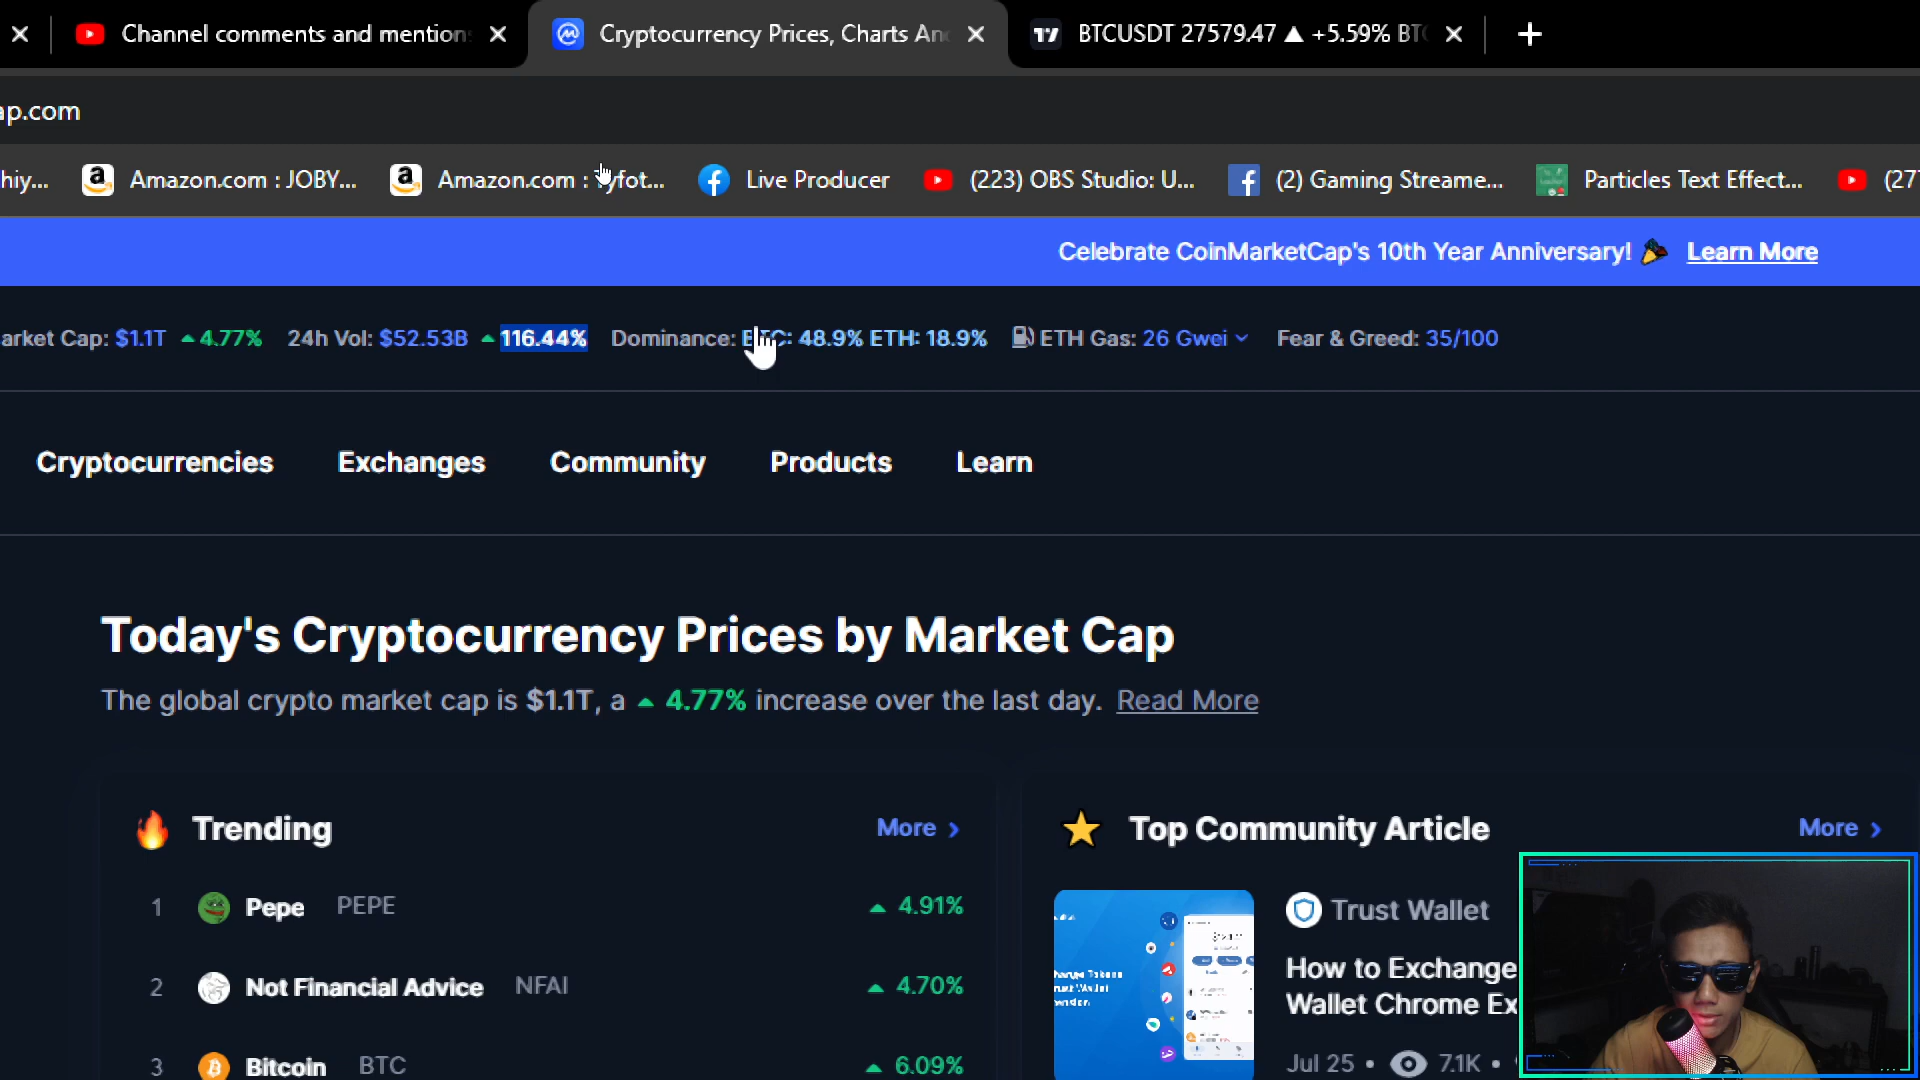 Channel comments and mention
Cryptocurrency Prices, Charts An
BTCUSDT 27579.47 ▲ +5.59% BT
ap.com
hiy...
Amazon.com : JOBY...
Amazon.com : Tyfot...
Live Producer
(223) OBS Studio: U...
(2) Gaming Streame...
Particles Text Effect...
(27
Celebrate CoinMarketCap's 10th Year Anniversary! 🎉 Learn More
arket Cap: $1.1T ▲ 4.77% 24h Vol: $52.53B ▲ 116.44% Dominance: BTC: 48.9% ETH: 18.9% ETH Gas: 26 Gwei Fear & Greed: 35/100
Cryptocurrencies Exchanges Community Products Learn
Today's Cryptocurrency Prices by Market Cap
The global crypto market cap is $1.1T, a ▲ 4.77% increase over the last day. Read More
Trending More >
1 Pepe PEPE ▲ 4.91%
2 Not Financial Advice NFAI ▲ 4.70%
3 Bitcoin BTC ▲ 6.09%
Top Community Article More >
Trust Wallet
How to Exchange
Wallet Chrome Ex
Jul 25 • 7.1K •